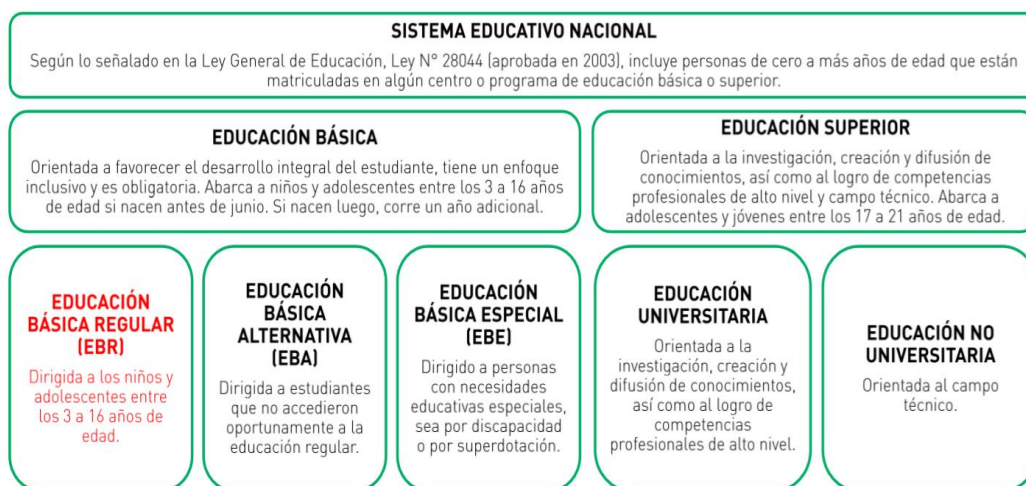 SISTEMA EDUCATIVO NACIONAL
Según lo señalado en la Ley General de Educación, Ley N° 28044 (aprobada en 2003), incluye personas de cero a más años de edad que están
matriculadas en algún centro o programa de educación básica o superior.
EDUCACIÓN BÁSICA
Orientada a favorecer el desarrollo integral del estudiante, tiene un enfoque
inclusivo y es obligatoria. Abarca a niños y adolescentes entre los 3 a 16 años
de edad si nacen antes de junio. Si nacen luego, corre un año adicional.
EDUCACIÓN SUPERIOR
Orientada a la investigación, creación y difusión de
conocimientos, así como al logro de competencias
profesionales de alto nivel y campo técnico. Abarca a
adolescentes y jóvenes entre los 17 a 21 años de edad.
EDUCACIÓN
BÁSICA REGULAR
(EBR)
Dirigida a los niños y
adolescentes entre
los 3 a 16 años de
edad.
EDUCACIÓN
BÁSICA
ALTERNATIVA
(EBA)
Dirigida a estudiantes
que no accedieron
oportunamente a la
educación regular.
EDUCACIÓN
BÁSICA ESPECIAL
(EBE)
Dirigido a personas
con necesidades
educativas especiales,
sea por discapacidad
o por superdotación.
EDUCACIÓN
UNIVERSITARIA
Orientada a la
investigación, creación y
difusión de conocimientos,
así como al logro de
competencias
profesionales de alto nivel.
EDUCACIÓN NO
UNIVERSITARIA
Orientada al campo
técnico.